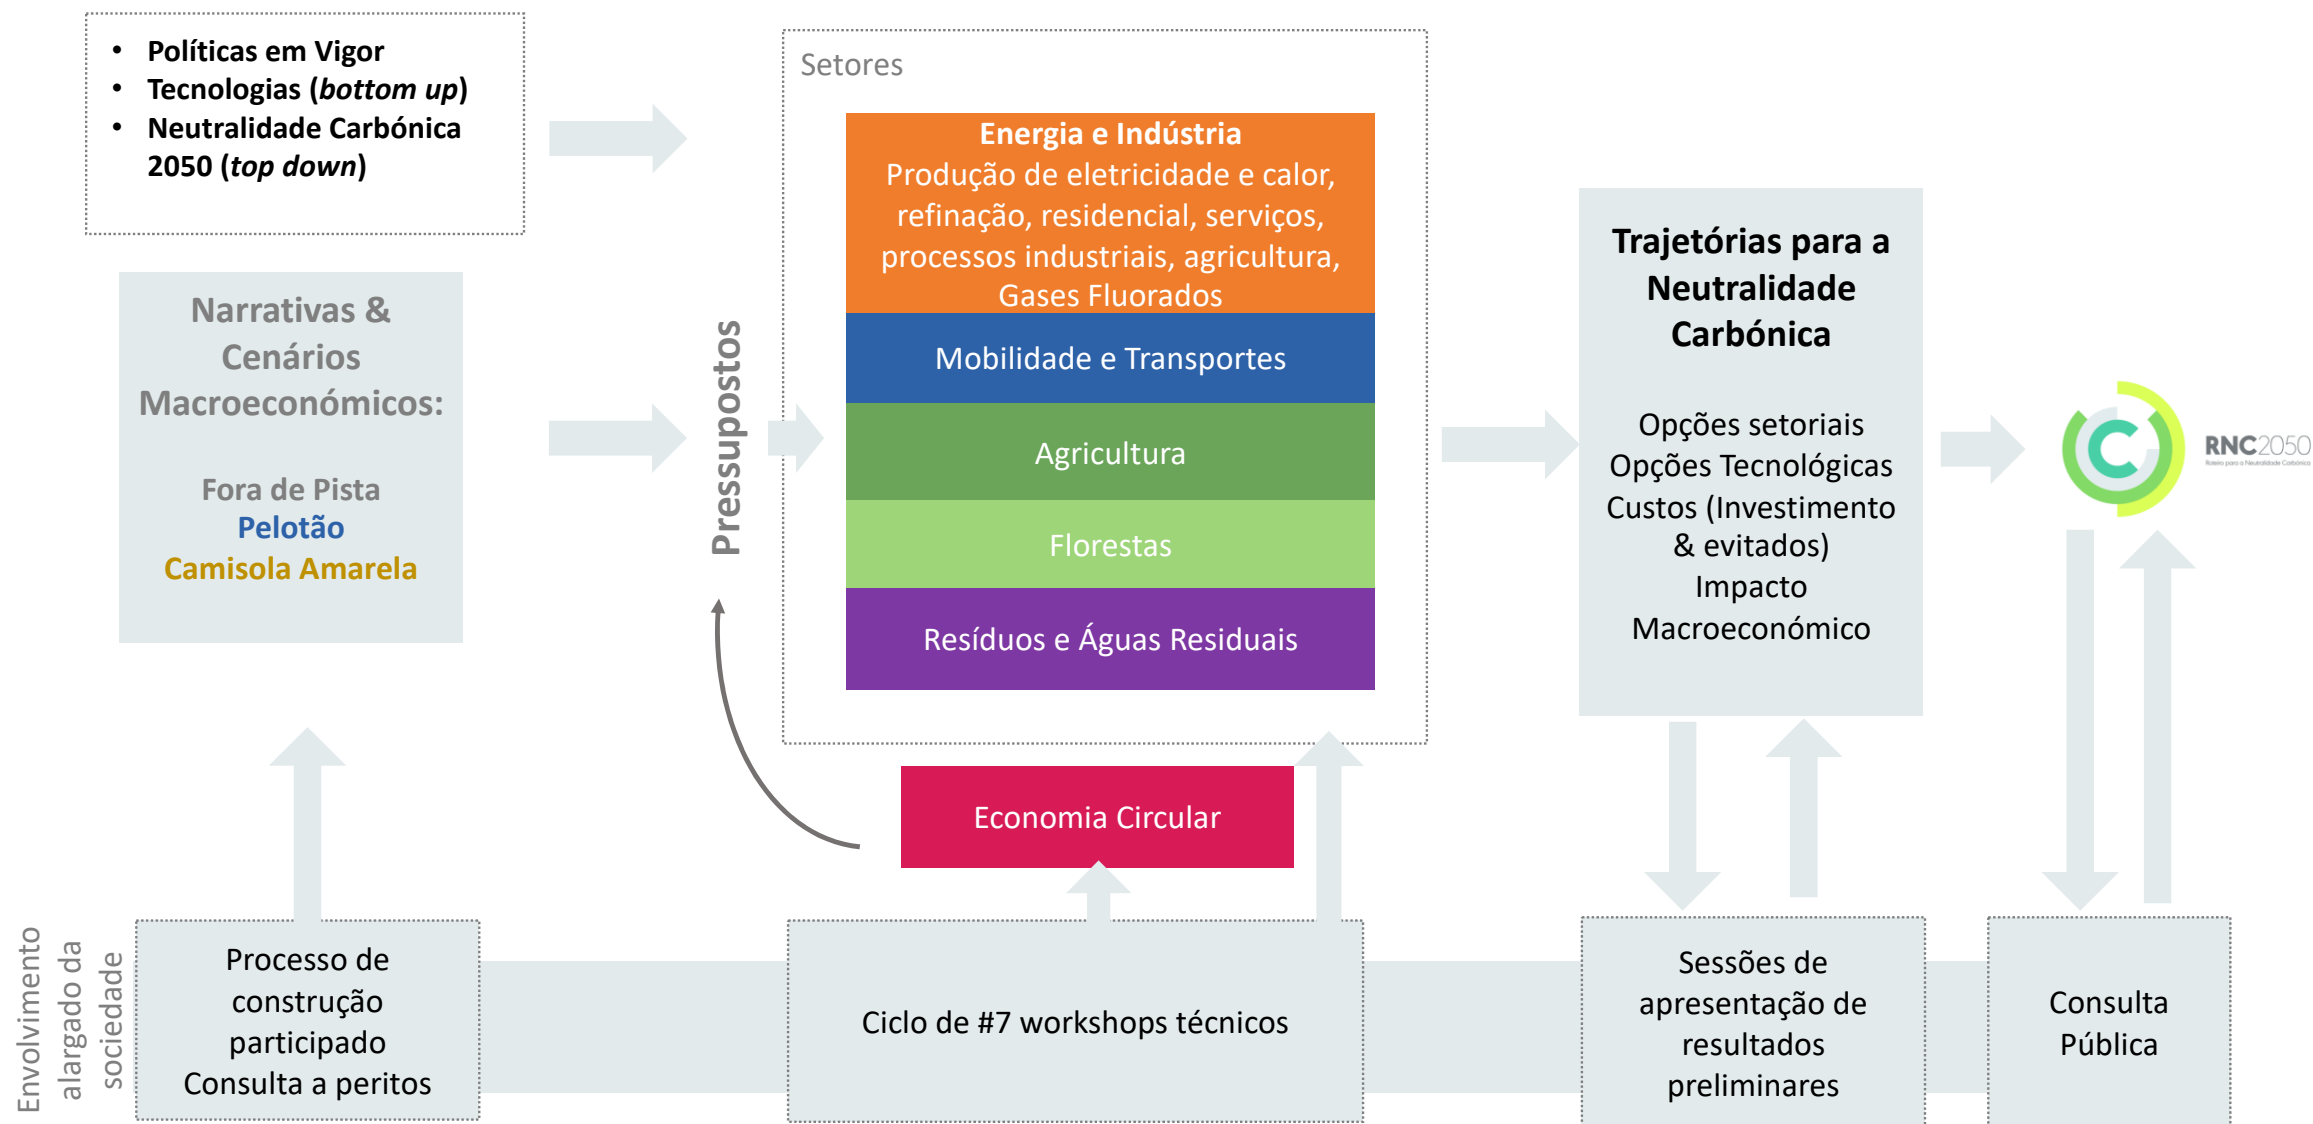 • Políticas em Vigor
• Tecnologias (bottom up)
• Neutralidade Carbónica
2050 (top down)
Narrativas &
Cenários
Macroeconómicos:
Fora de Pista
Pelotão
Camisola Amarela
Pressupostos
Setores
Energia e Indústria
Produção de eletricidade e calor,
refinação, residencial, serviços,
processos industriais, agricultura,
Gases Fluorados
Mobilidade e Transportes
Agricultura
Florestas
Resíduos e Águas Residuais
Economia Circular
Trajetórias para a
Neutralidade
Carbónica
Opções setoriais
Opções Tecnológicas
Custos (Investimento
& evitados)
Impacto
Macroeconómico
RNC2050
Roteiro para a Neutralidade Carbónica
Envolvimento
alargado da
sociedade
Processo de
construção
participado
Consulta a peritos
Ciclo de #7 workshops técnicos
Sessões de
apresentação de
resultados
preliminares
Consulta
Pública